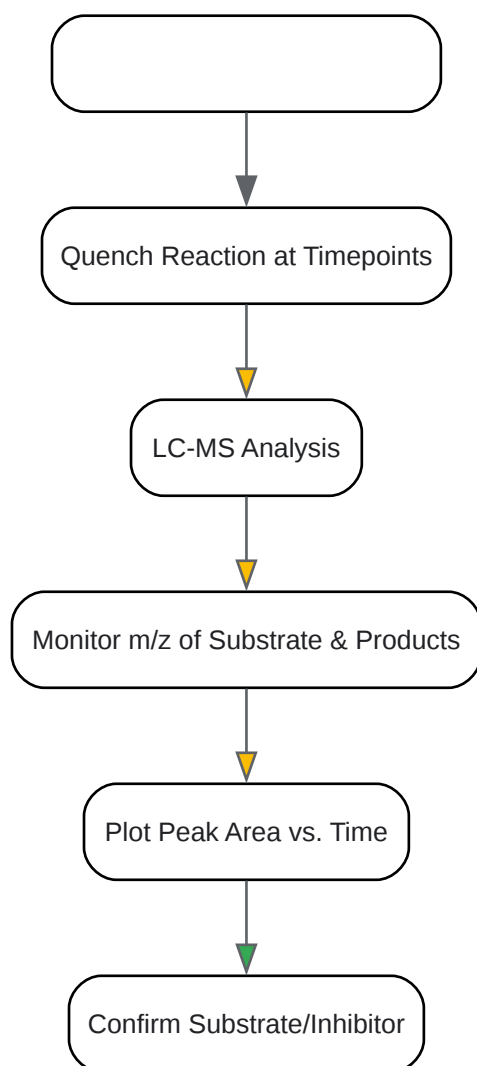 Quench Reaction at Timepoints
LC-MS Analysis
Monitor m/z of Substrate & Products
Plot Peak Area vs. Time
Confirm Substrate/Inhibitor